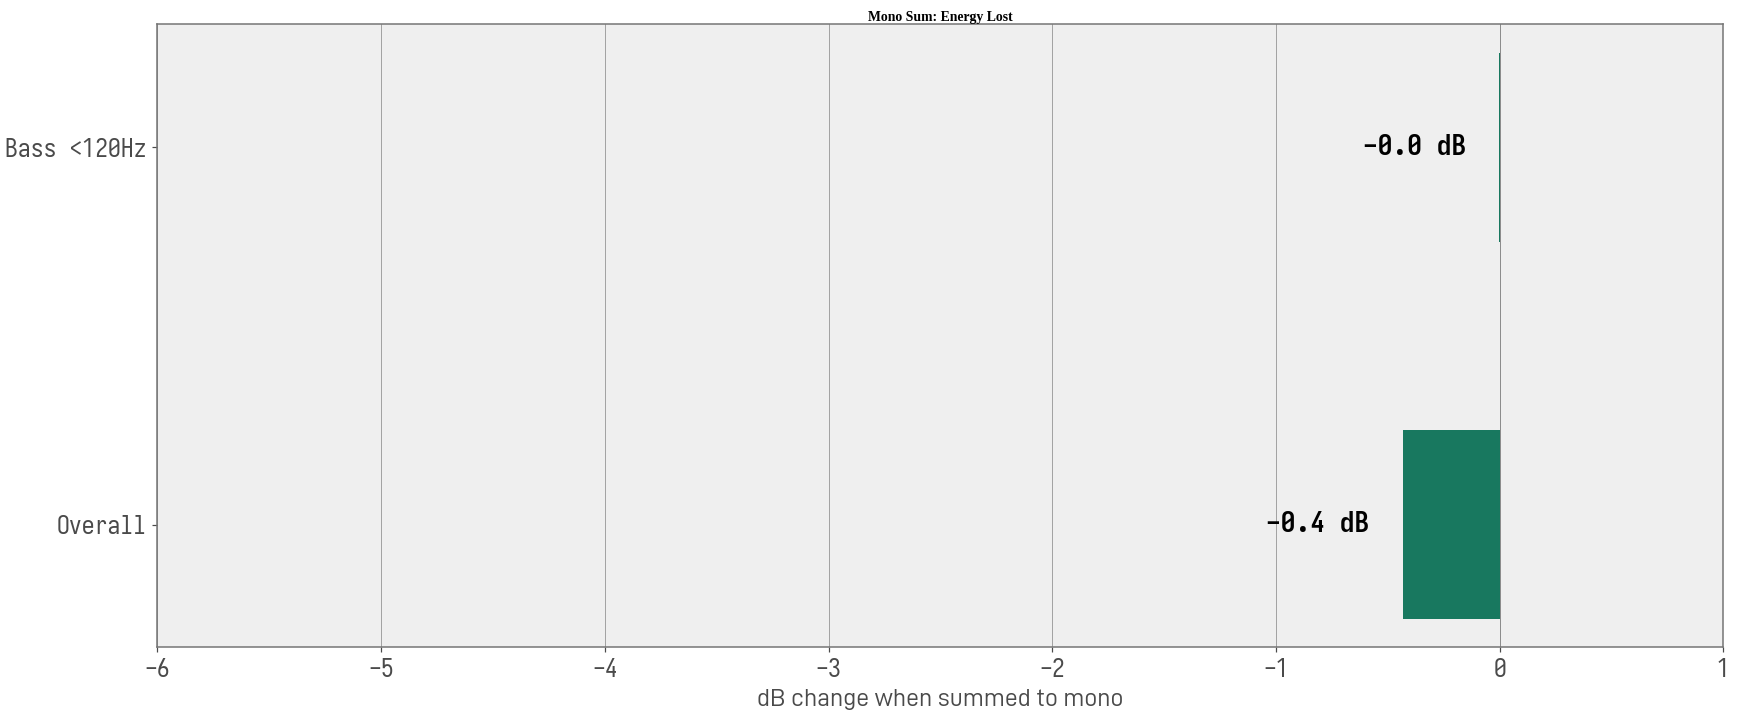 Mono Sum: Energy Lost
Bass <120Hz
−0.0 dB
Overall
−0.4 dB
−6 −5 −4 −3 −2 −1 0 1
dB change when summed to mono